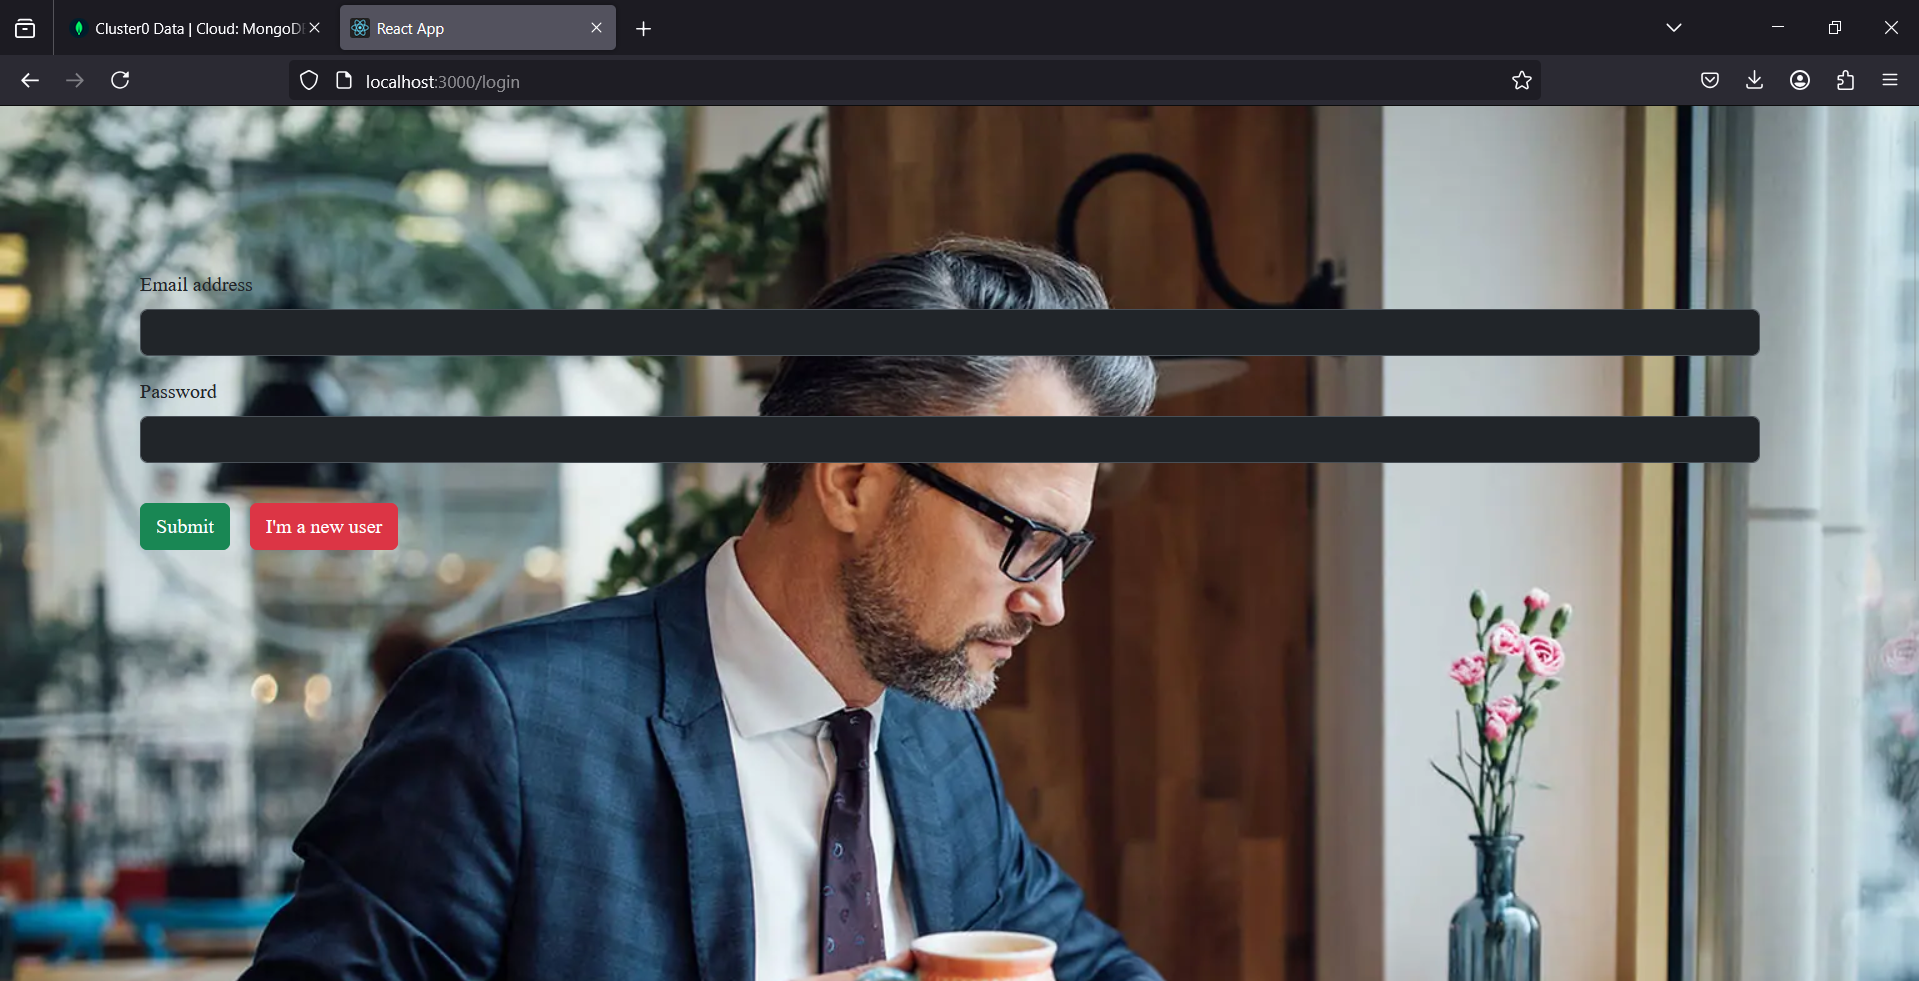 Cluster0 Data | Cloud: MongoD
React App
localhost:3000/login
Email address
Password
Submit
I'm a new user